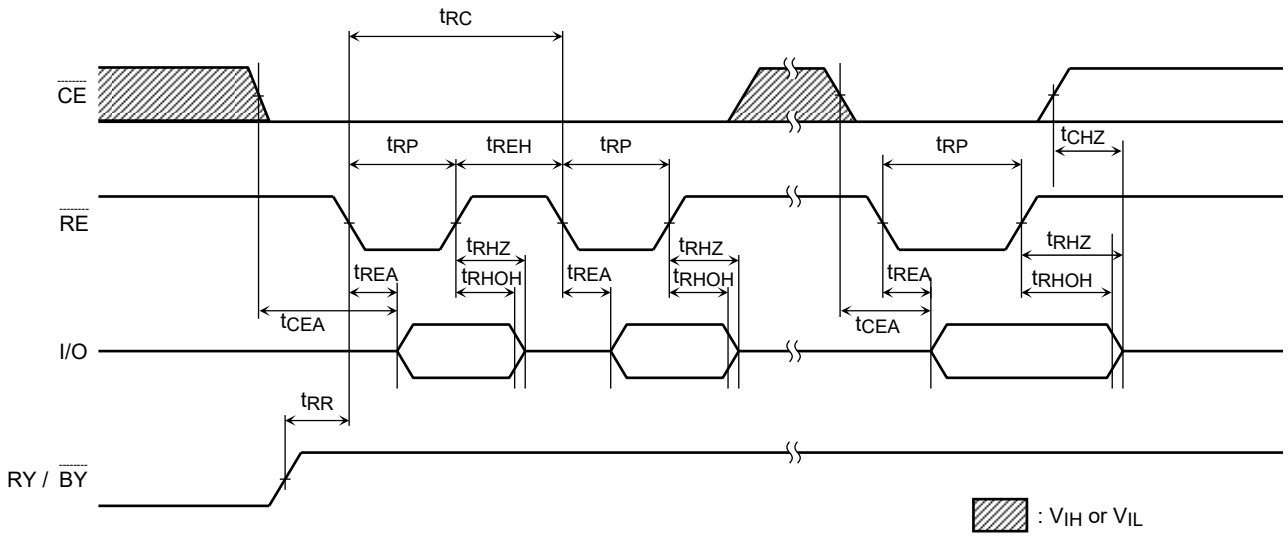 tRC
CE
tCHZ
tRP
tREH
tRP
tRP
RE
tRHZ
tRHZ
tRHZ
tREA
tRHOH
tREA
tRHOH
tREA
tRHOH
tCEA
tCEA
I/O
tRR
RY / BY
: VIH or VIL